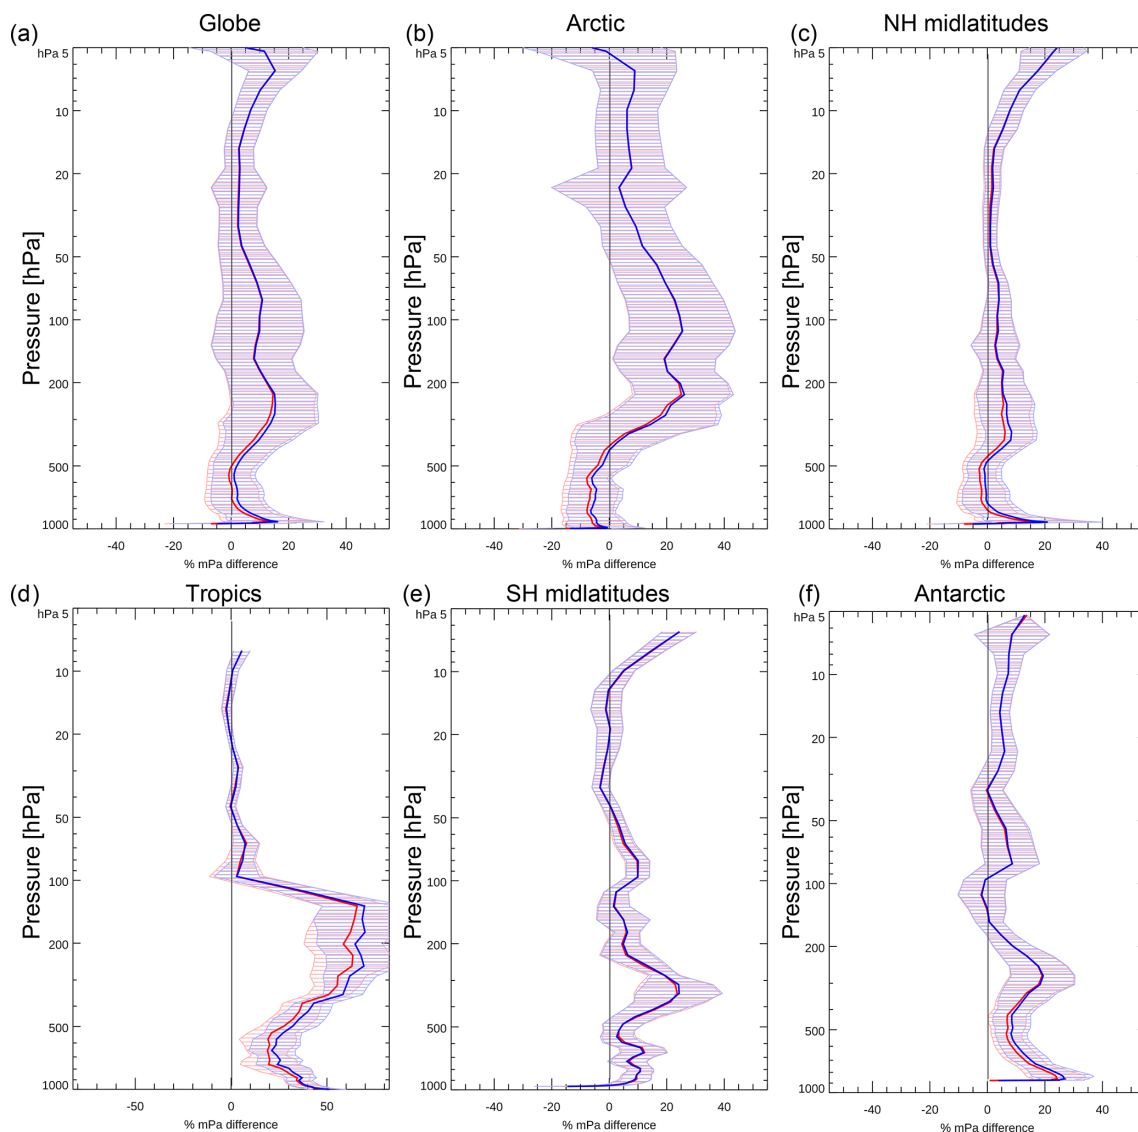 (a) Globe
hPa 5
10
20
50
100
200
500
1000
Pressure [hPa]
-40 -20 0 20 40
% mPa difference
(b) Arctic
hPa 5
10
20
50
100
200
500
1000
Pressure [hPa]
-40 -20 0 20 40
% mPa difference
(c) NH midlatitudes
hPa 5
10
20
50
100
200
500
1000
Pressure [hPa]
-40 -20 0 20 40
% mPa difference
(d) Tropics
hPa 5
10
20
50
100
200
500
1000
Pressure [hPa]
-50 0 50
% mPa difference
(e) SH midlatitudes
hPa 5
10
20
50
100
200
500
1000
Pressure [hPa]
-40 -20 0 20 40
% mPa difference
(f) Antarctic
hPa 5
10
20
50
100
200
500
1000
Pressure [hPa]
-40 -20 0 20 40
% mPa difference